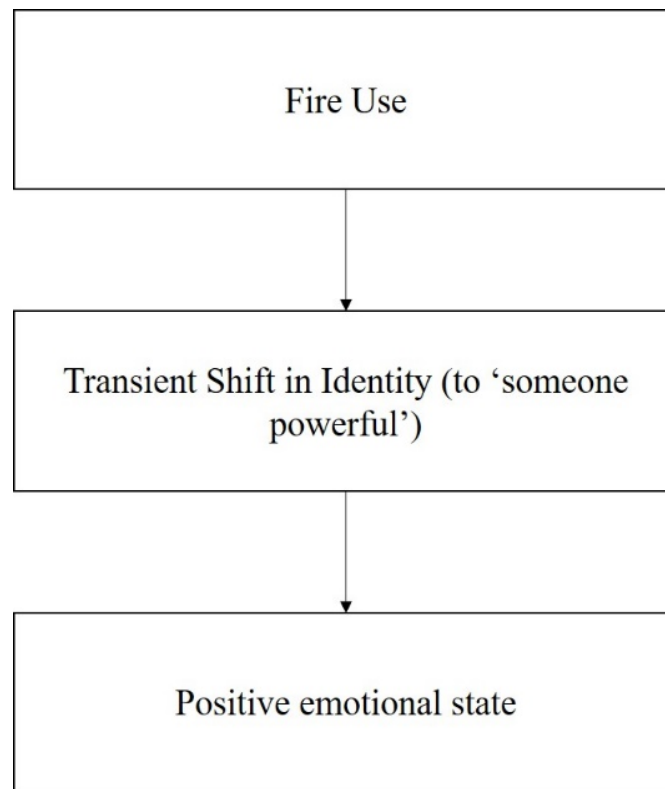 Fire Use
Transient Shift in Identity (to ‘someone
powerful’)
Positive emotional state